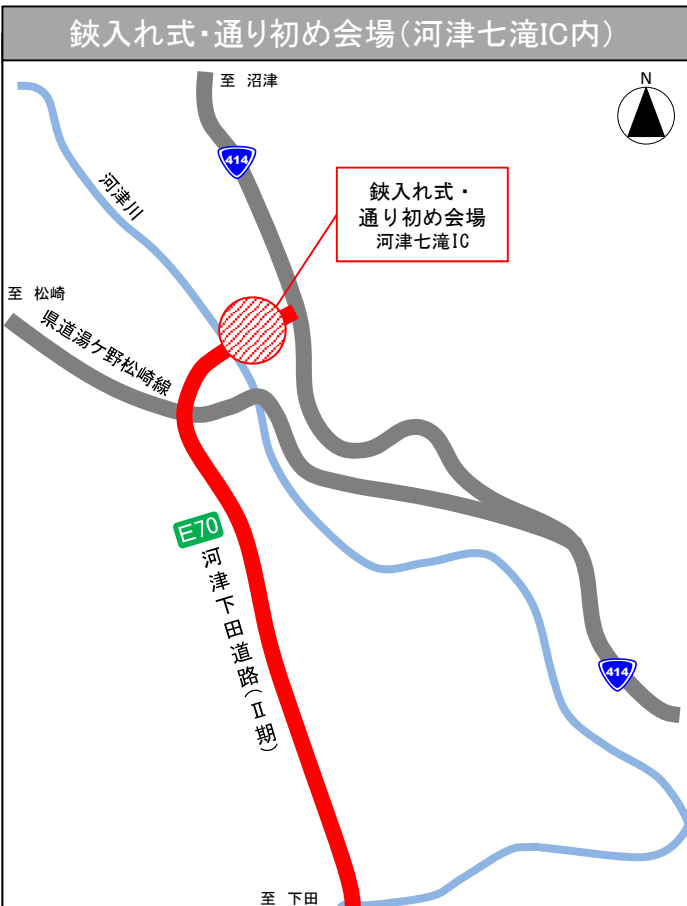 鋏入れ式・通り初め会場（河津七滝IC内）
至 沼津
N
414
河津川
鋏入れ式・
通り初め会場
河津七滝IC
至 松崎
県道湯ケ野松崎線
E70
河津下田道路（Ⅱ期）
414
至 下田